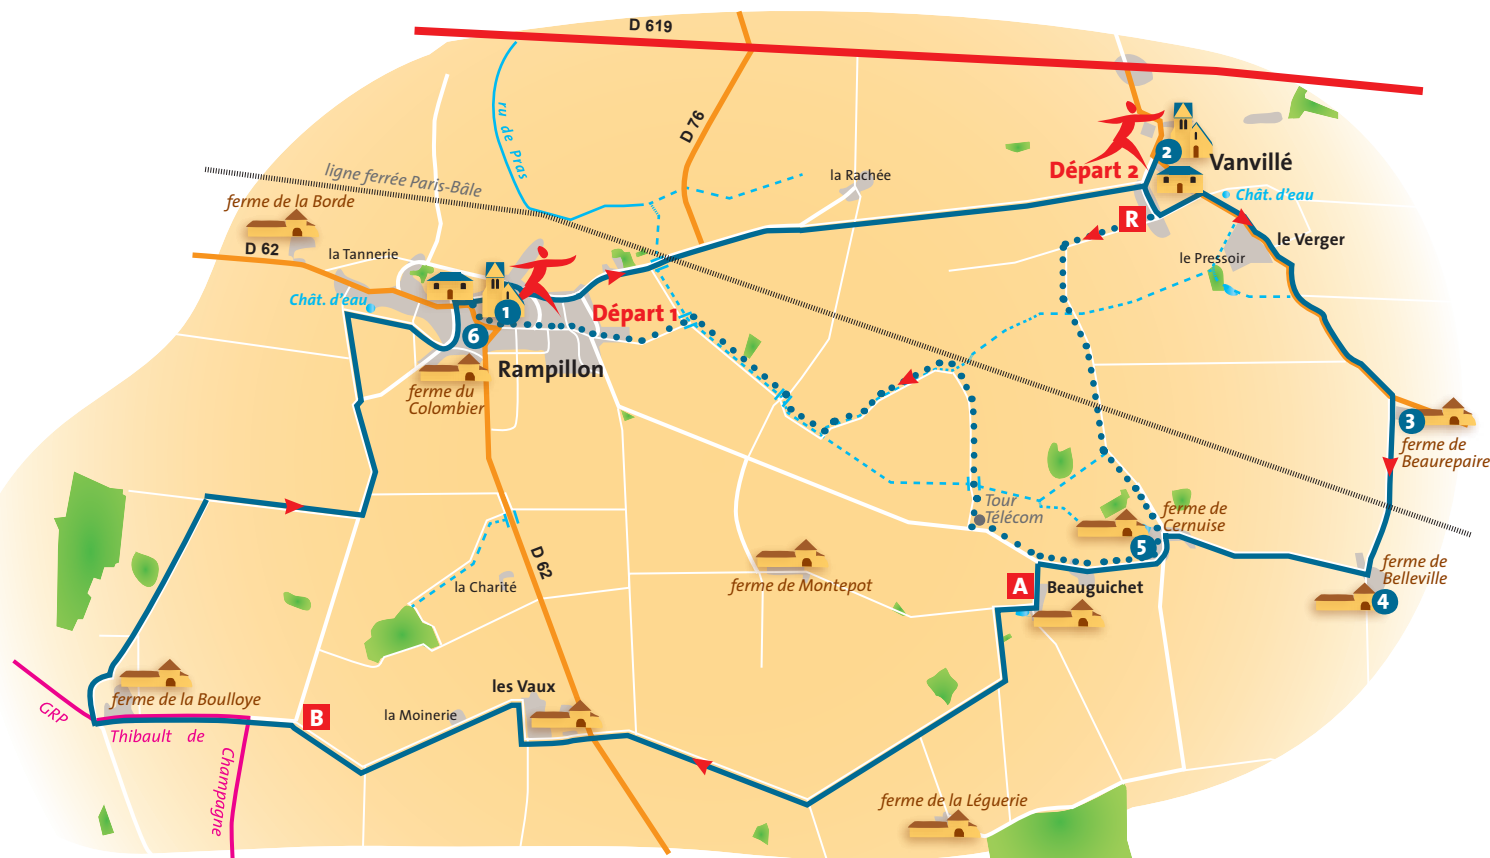 D 619
D 76
ru de Pras
ligne ferrée Paris-Bâle
ferme de la Borde
D 62
la Tannerie
Chât. d'eau
la Rachée
Départ 2
2
Vanvillé
Chât. d'eau
R
le Verger
le Pressoir
Départ 1
1
6
Rampillon
ferme du
Colombier
3
ferme de
Beaurepaire
Tour
Télécom
ferme de
Cernuise
5
ferme de
Belleville
4
D 62
la Charité
ferme de Montepot
A
Beauguichet
les Vaux
la Moinerie
B
ferme de la Boulloye
GRP
Thibault de
Champagne
ferme de la Léguerie